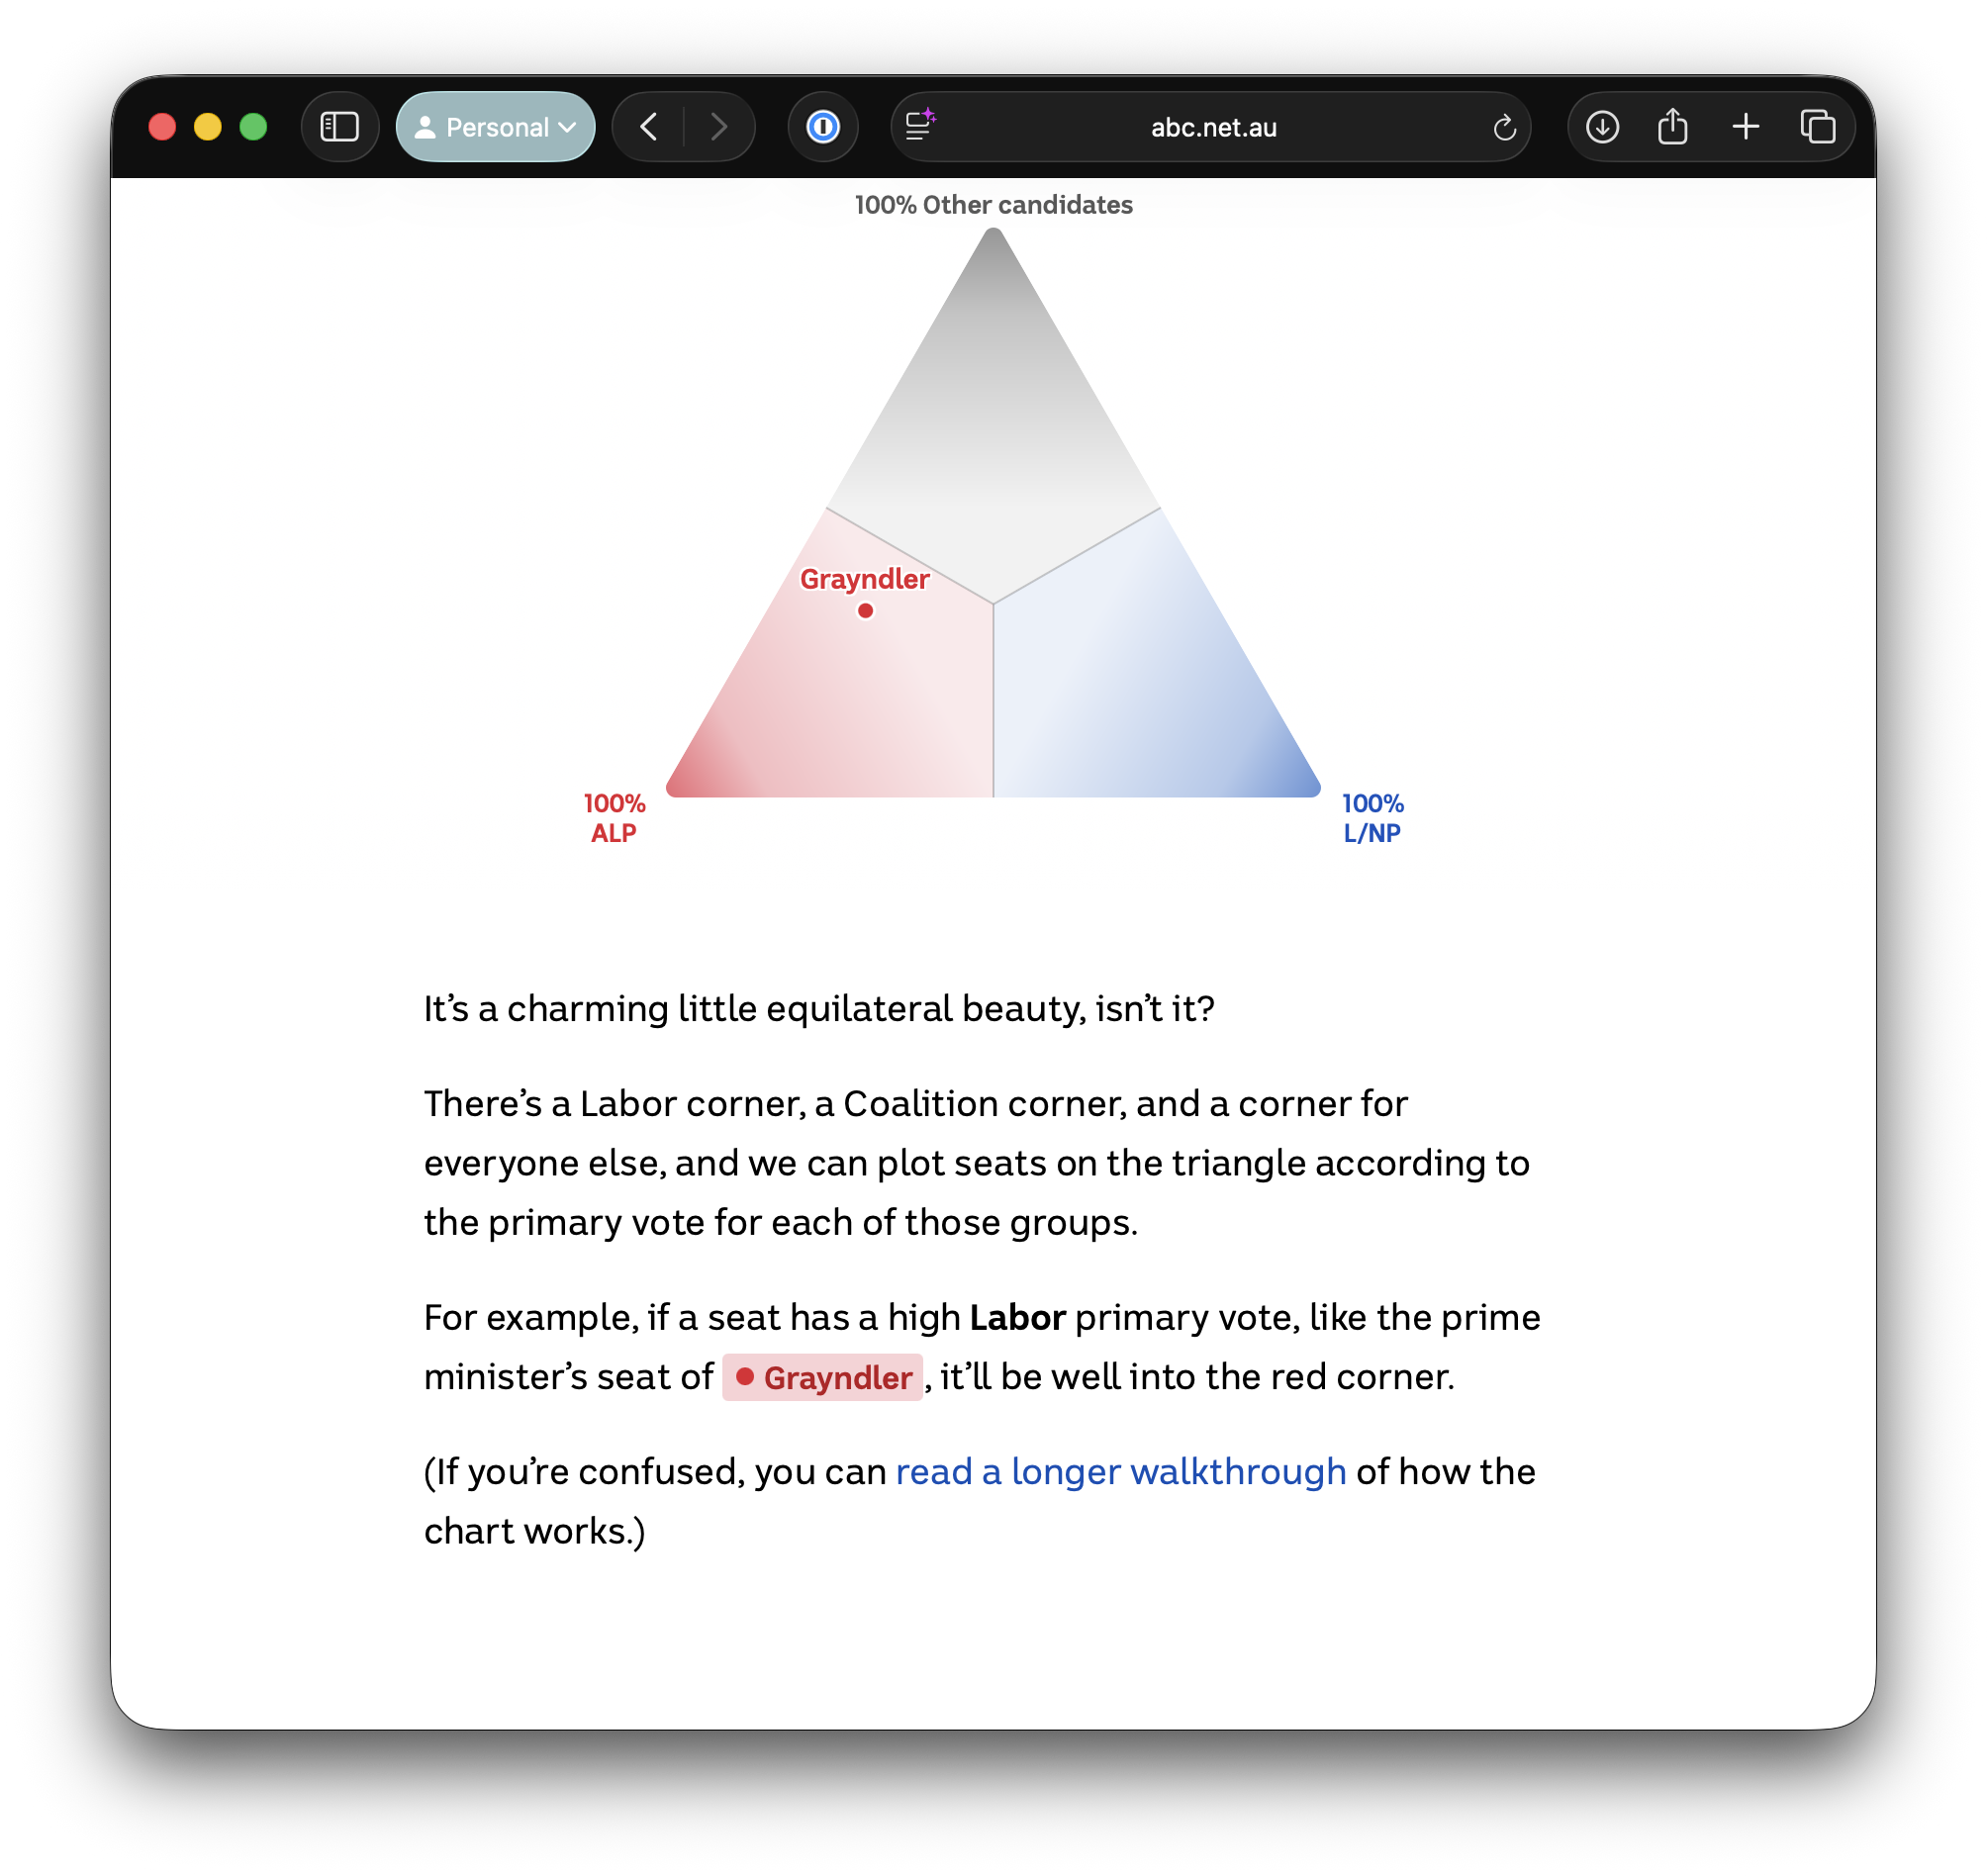 Personal
abc.net.au
100% Other candidates
Grayndler
100%
ALP
100%
L/NP
It’s a charming little equilateral beauty, isn’t it?
There’s a Labor corner, a Coalition corner, and a corner for
everyone else, and we can plot seats on the triangle according to
the primary vote for each of those groups.
For example, if a seat has a high Labor primary vote, like the prime
minister’s seat of Grayndler, it’ll be well into the red corner.
(If you’re confused, you can read a longer walkthrough of how the
chart works.)